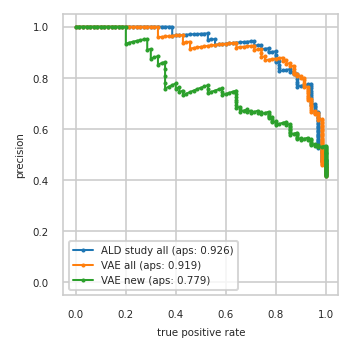 1.0
0.8
0.6
0.4
0.2
0.0
precision
ALD study all (aps: 0.926)
VAE all (aps: 0.919)
VAE new (aps: 0.779)
0.0 0.2 0.4 0.6 0.8 1.0
true positive rate